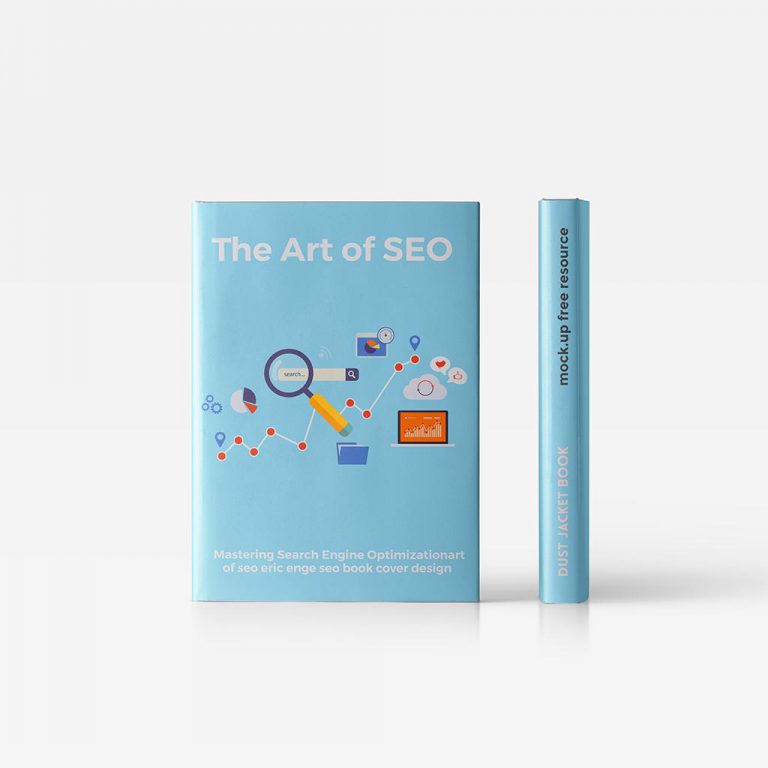 The Art of SEO
search...
Mastering Search Engine Optimizationart
of seo eric enge seo book cover design
mock.up free resource
DUST JACKET BOOK